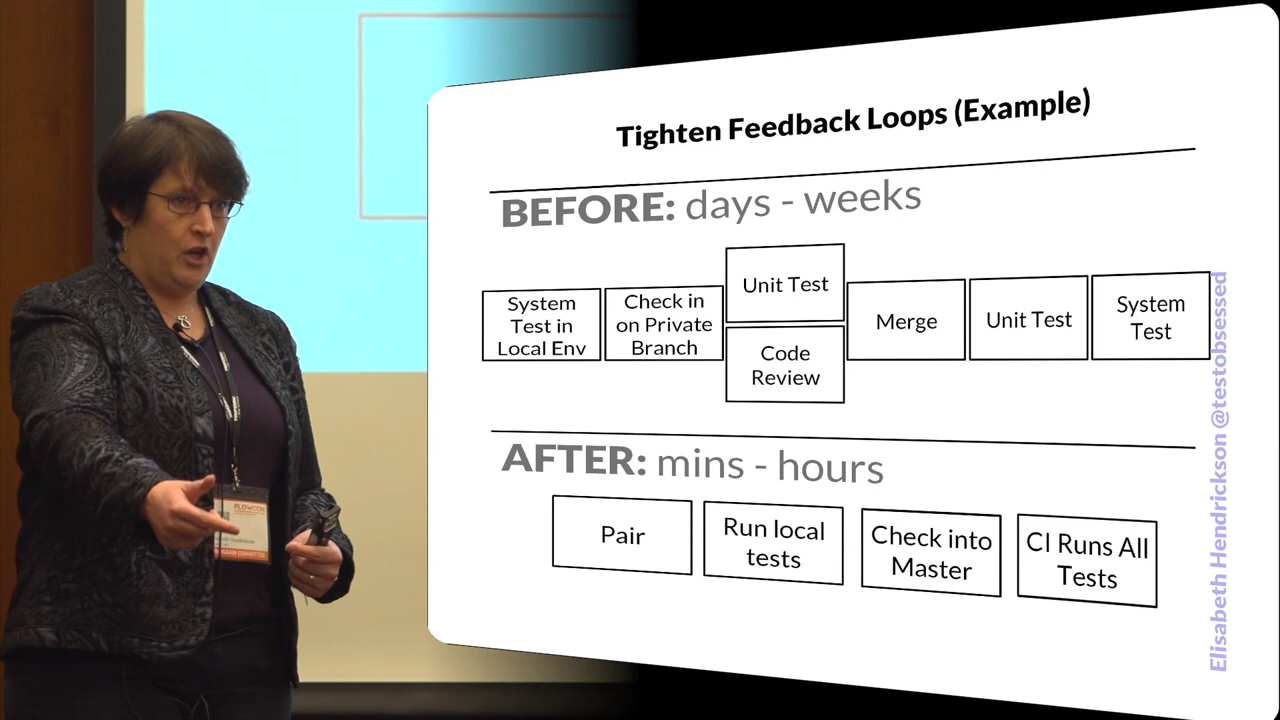 Tighten Feedback Loops (Example)
BEFORE: days - weeks
System
Test in
Local Env
Check in
on Private
Branch
Unit Test
Code
Review
Merge
Unit Test
System
Test
AFTER: mins - hours
Pair
Run local
tests
Check into
Master
CI Runs All
Tests
Elisabeth Hendrickson @testobsessed
PROGRAM COMMITTEE